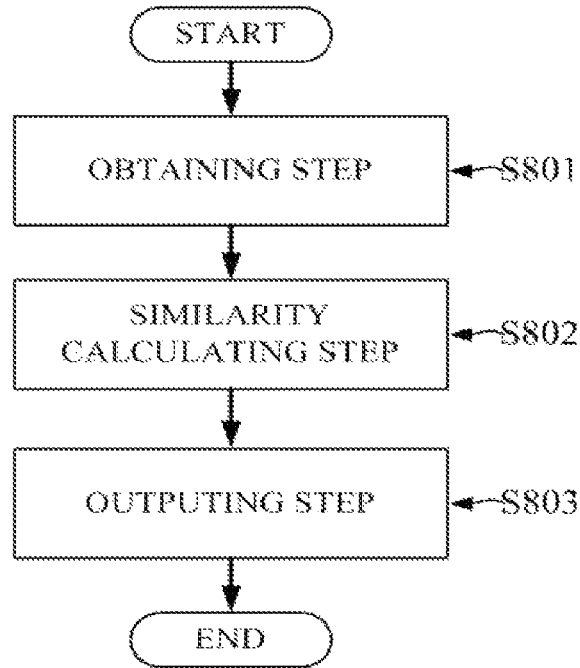 START
OBTAINING STEP
S801
SIMILARITY
CALCULATING STEP
S802
OUTPUTING STEP
S803
END